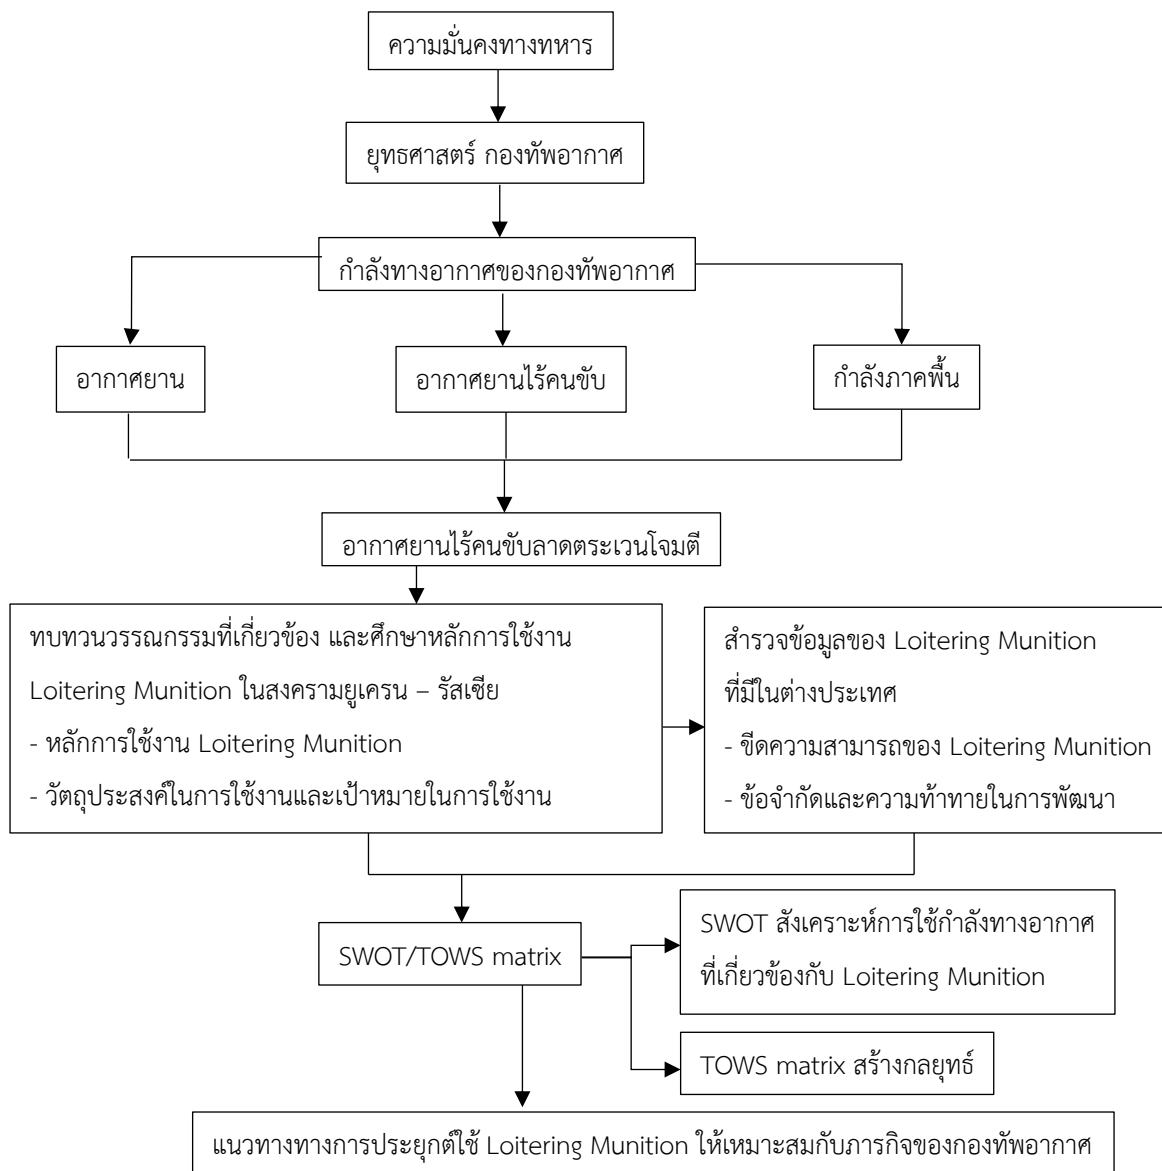 ความมั่นคงทางทหาร
ยุทธศาสตร์ กองทัพอากาศ
กำลังทางอากาศของกองทัพอากาศ
อากาศยาน
อากาศยานไร้คนขับ
กำลังภาคพื้น
อากาศยานไร้คนขับลาดตระเวนโจมตี
ทบทวนวรรณกรรมที่เกี่ยวข้อง และศึกษาหลักการใช้งาน
Loitering Munition ในสงครามยูเครน – รัสเซีย
- หลักการใช้งาน Loitering Munition
- วัตถุประสงค์ในการใช้งานและเป้าหมายในการใช้งาน
สำรวจข้อมูลของ Loitering Munition
ที่มีในต่างประเทศ
- ขีดความสามารถของ Loitering Munition
- ข้อจำกัดและความท้าทายในการพัฒนา
SWOT/TOWS matrix
SWOT สังเคราะห์การใช้กำลังทางอากาศ
ที่เกี่ยวข้องกับ Loitering Munition
TOWS matrix สร้างกลยุทธ์
แนวทางทางการประยุกต์ใช้ Loitering Munition ให้เหมาะสมกับภารกิจของกองทัพอากาศ